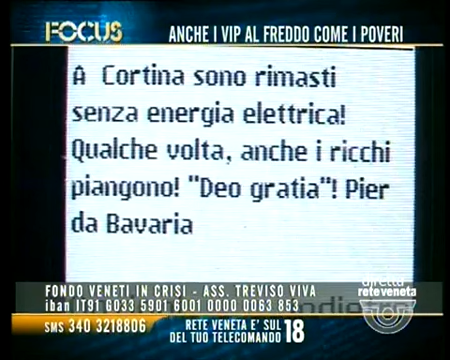 FOCUS
ANCHE I VIP AL FREDDO COME I POVERI
A Cortina sono rimasti
senza energia elettrica!
Qualche volta, anche i ricchi
piangono! "Deo gratia"! Pier
da Bavaria
FONDO VENETI IN CRISI - ASS. TREVISO VIVA
iban IT91 G033 5901 6001 0000 0063 853
diretta
reteveneta
SMS 340 3218806
RETE VENETA E' SUL
DEL TUO TELECOMANDO 18